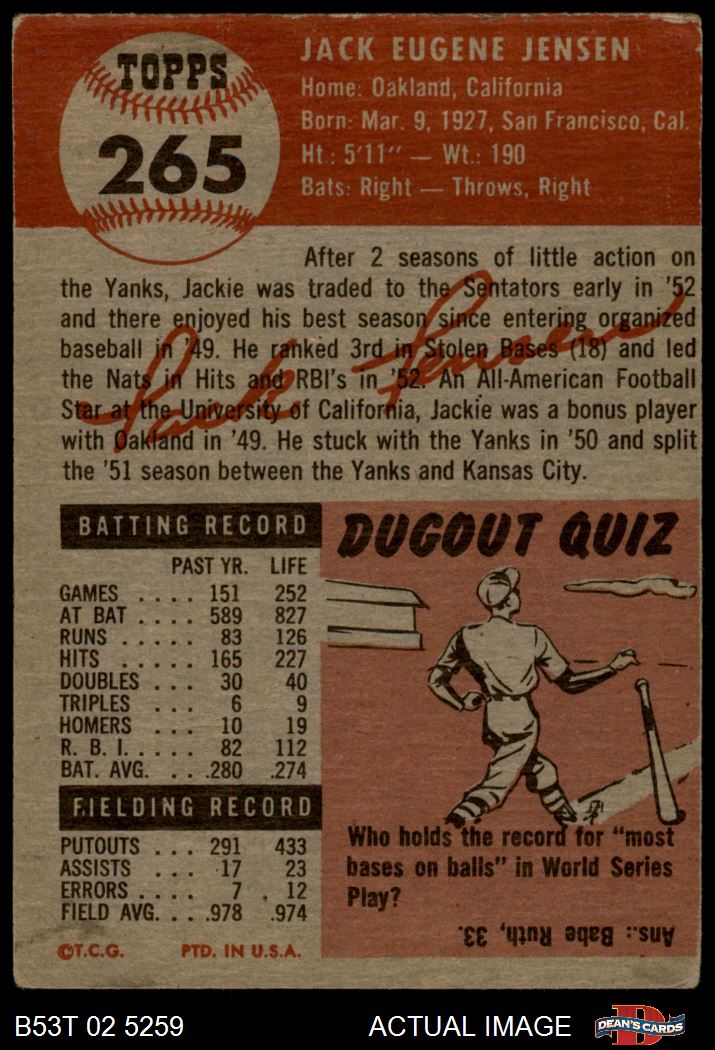 TOPPS
265
JACK EUGENE JENSEN
Home: Oakland, California
Born: Mar. 9, 1927, San Francisco, Cal.
Ht: 5'11" — Wt.: 190
Bats: Right — Throws, Right
After 2 seasons of little action on
the Yanks, Jackie was traded to the Sentators early in '52
and there enjoyed his best season since entering organized
baseball in '49. He ranked 3rd in Stolen Bases (18) and led
the Nats in Hits and RBI's in '52. An All-American Football
Star at the University of California, Jackie was a bonus player
with Oakland in '49. He stuck with the Yanks in '50 and split
the '51 season between the Yanks and Kansas City.
Jack Jensen
BATTING RECORD
PAST YR. LIFE
GAMES .... 151 252
AT BAT .... 589 827
RUNS ..... 83 126
HITS ..... 165 227
DOUBLES ... 30 40
TRIPLES ... 6 9
HOMERS ... 10 19
R. B. I. .... 82 112
BAT. AVG. ... .280 .274
FIELDING RECORD
PUTOUTS ... 291 433
ASSISTS ... 17 23
ERRORS .... 7 12
FIELD AVG. ... .978 .974
©T.C.G. PTD. IN U.S.A.
DUGOUT QUIZ
Who holds the record for "most
bases on balls" in World Series
Play?
Ans.: Babe Ruth, 33.
B53T 02 5259
ACTUAL IMAGE
D
DEAN'S CARDS